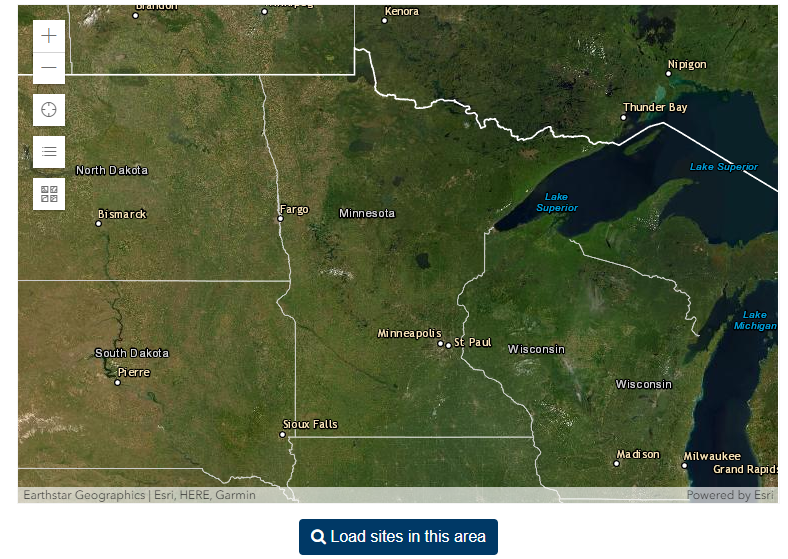 Brandon
Kenora
Nipigon
Thunder Bay
Lake Superior
North Dakota
Lake
Superior
Fargo
Minnesota
Bismarck
Lake
Michigan
Minneapolis
St Paul
Wisconsin
South Dakota
Pierre
Wisconsin
Sioux Falls
Madison
Milwaukee
Grand Rapids
Earthstar Geographics | Esri, HERE, Garmin
Powered by Esri
Load sites in this area